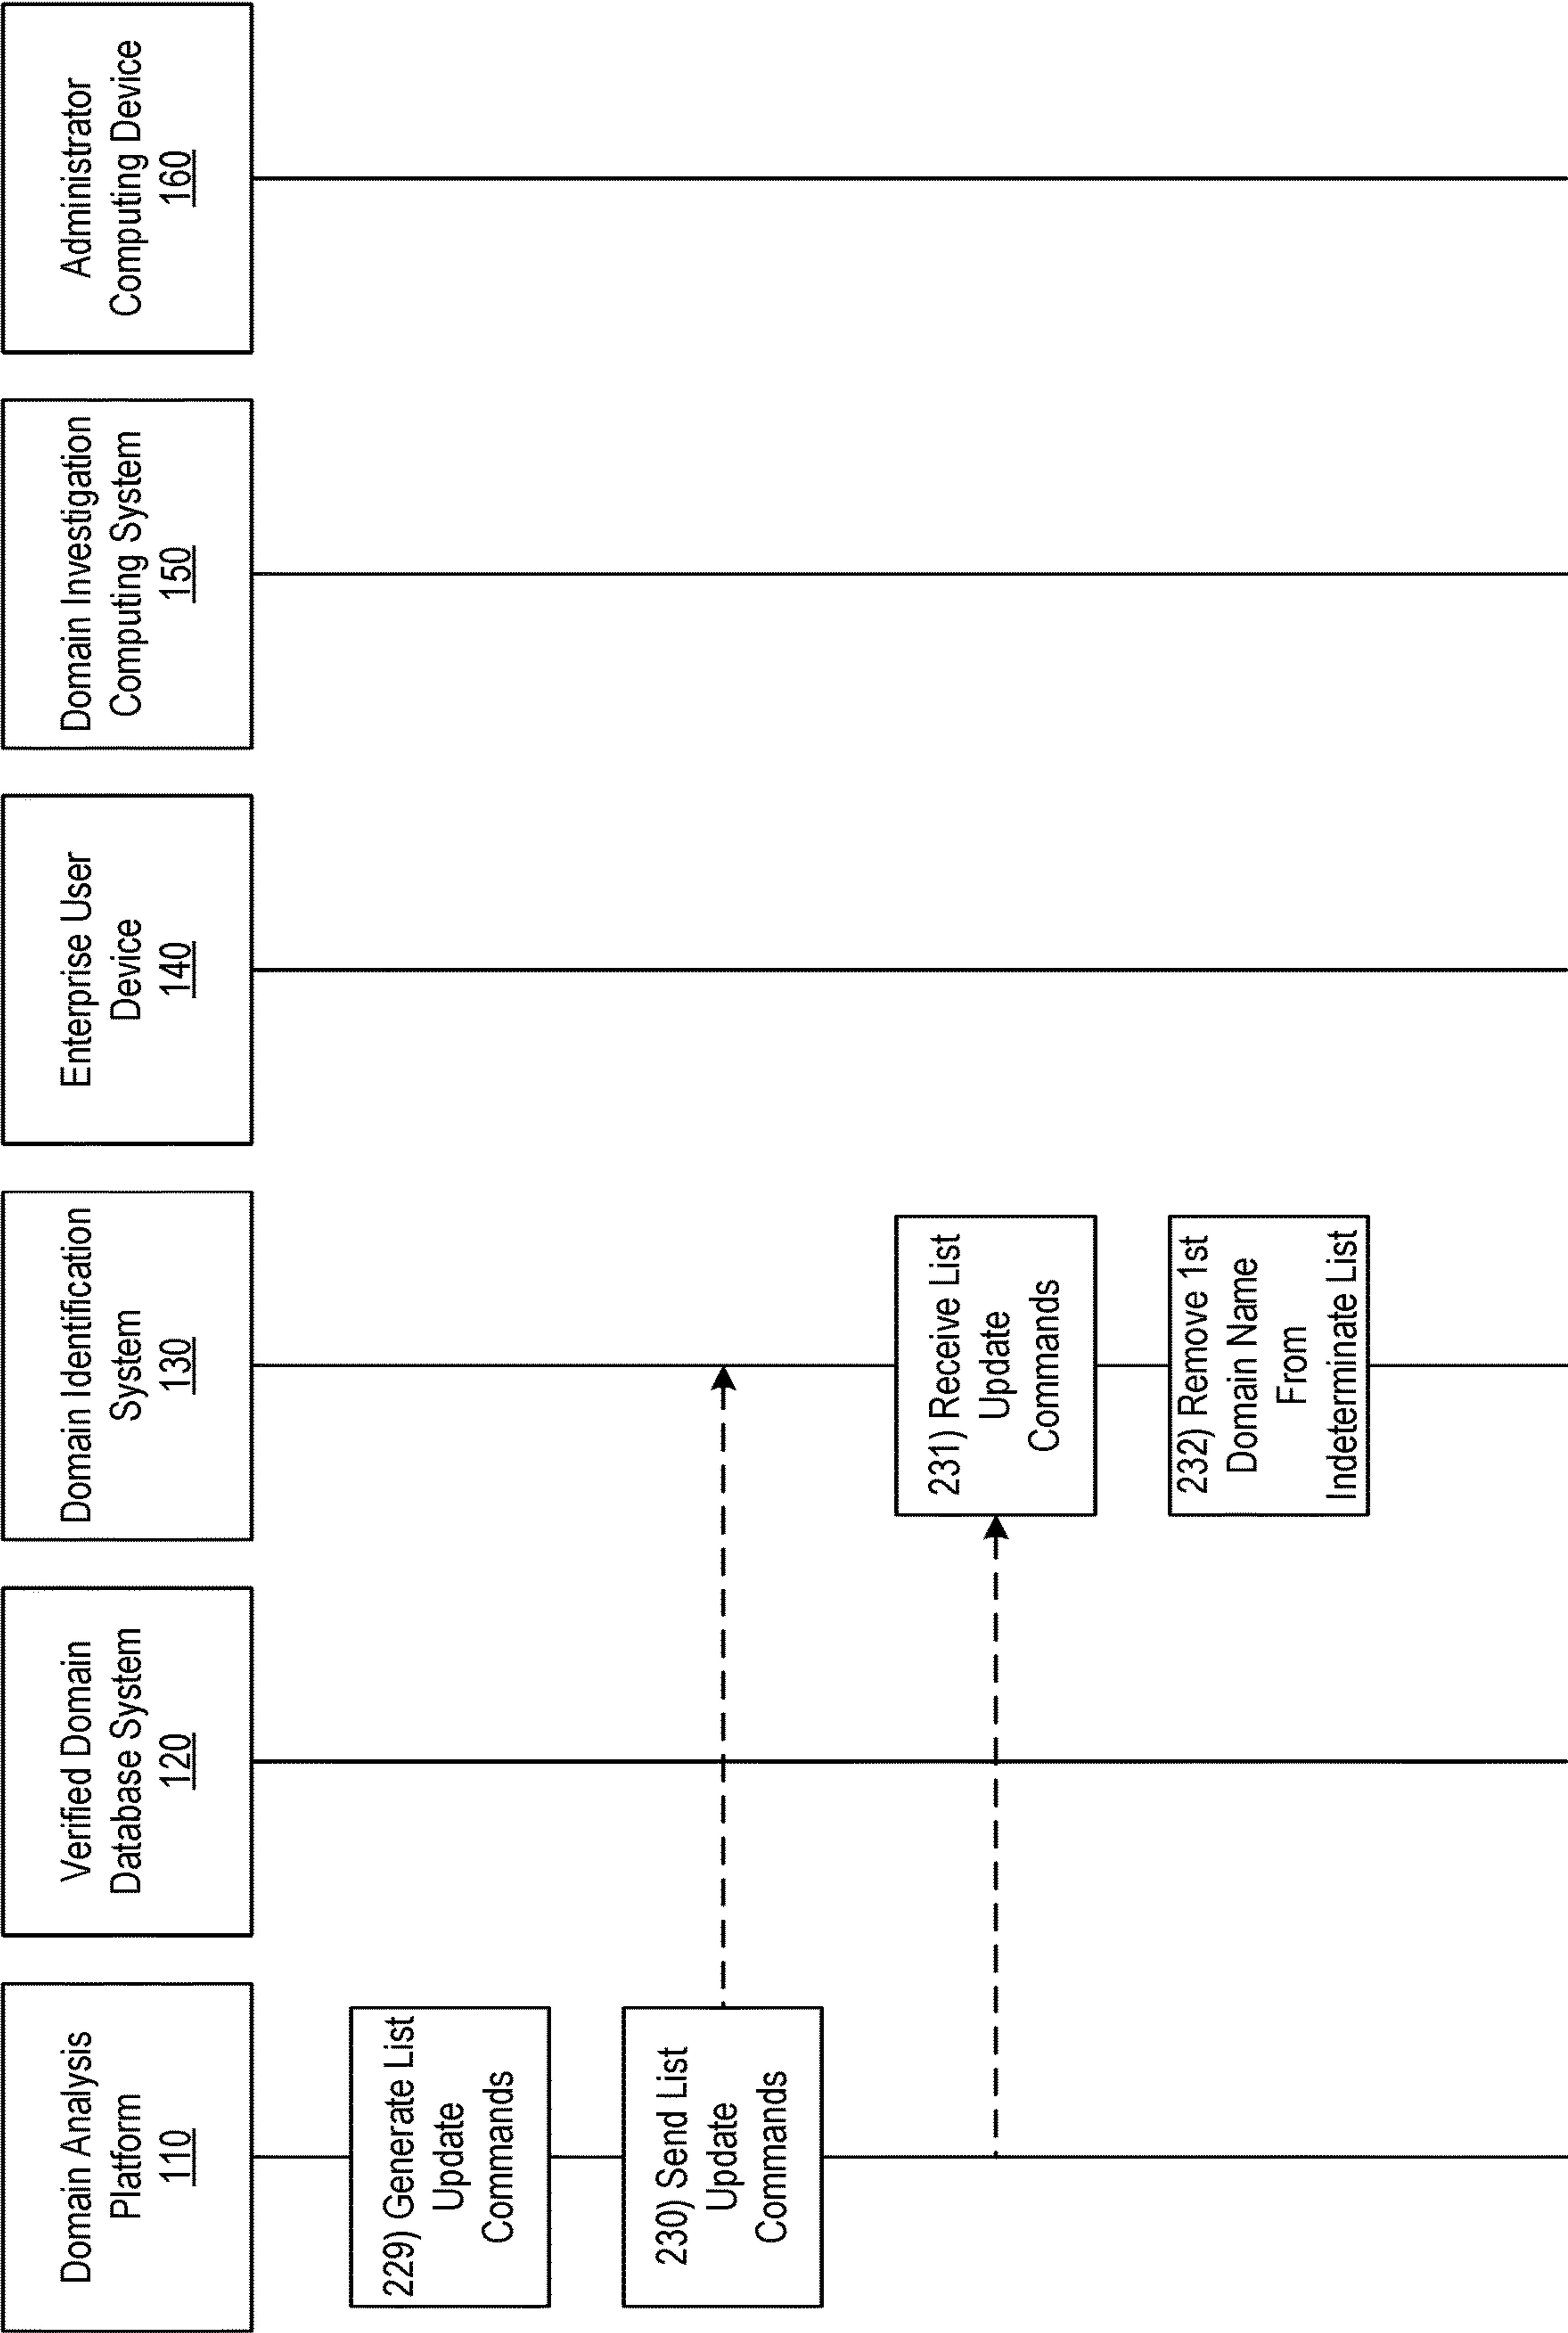 Domain Analysis
Platform
110
Verified Domain
Database System
120
Domain Identification
System
130
Enterprise User
Device
140
Domain Investigation
Computing System
150
Administrator
Computing Device
160
229) Generate List
Update
Commands
230) Send List
Update
Commands
231) Receive List
Update
Commands
232) Remove 1st
Domain Name
From
Indeterminate List